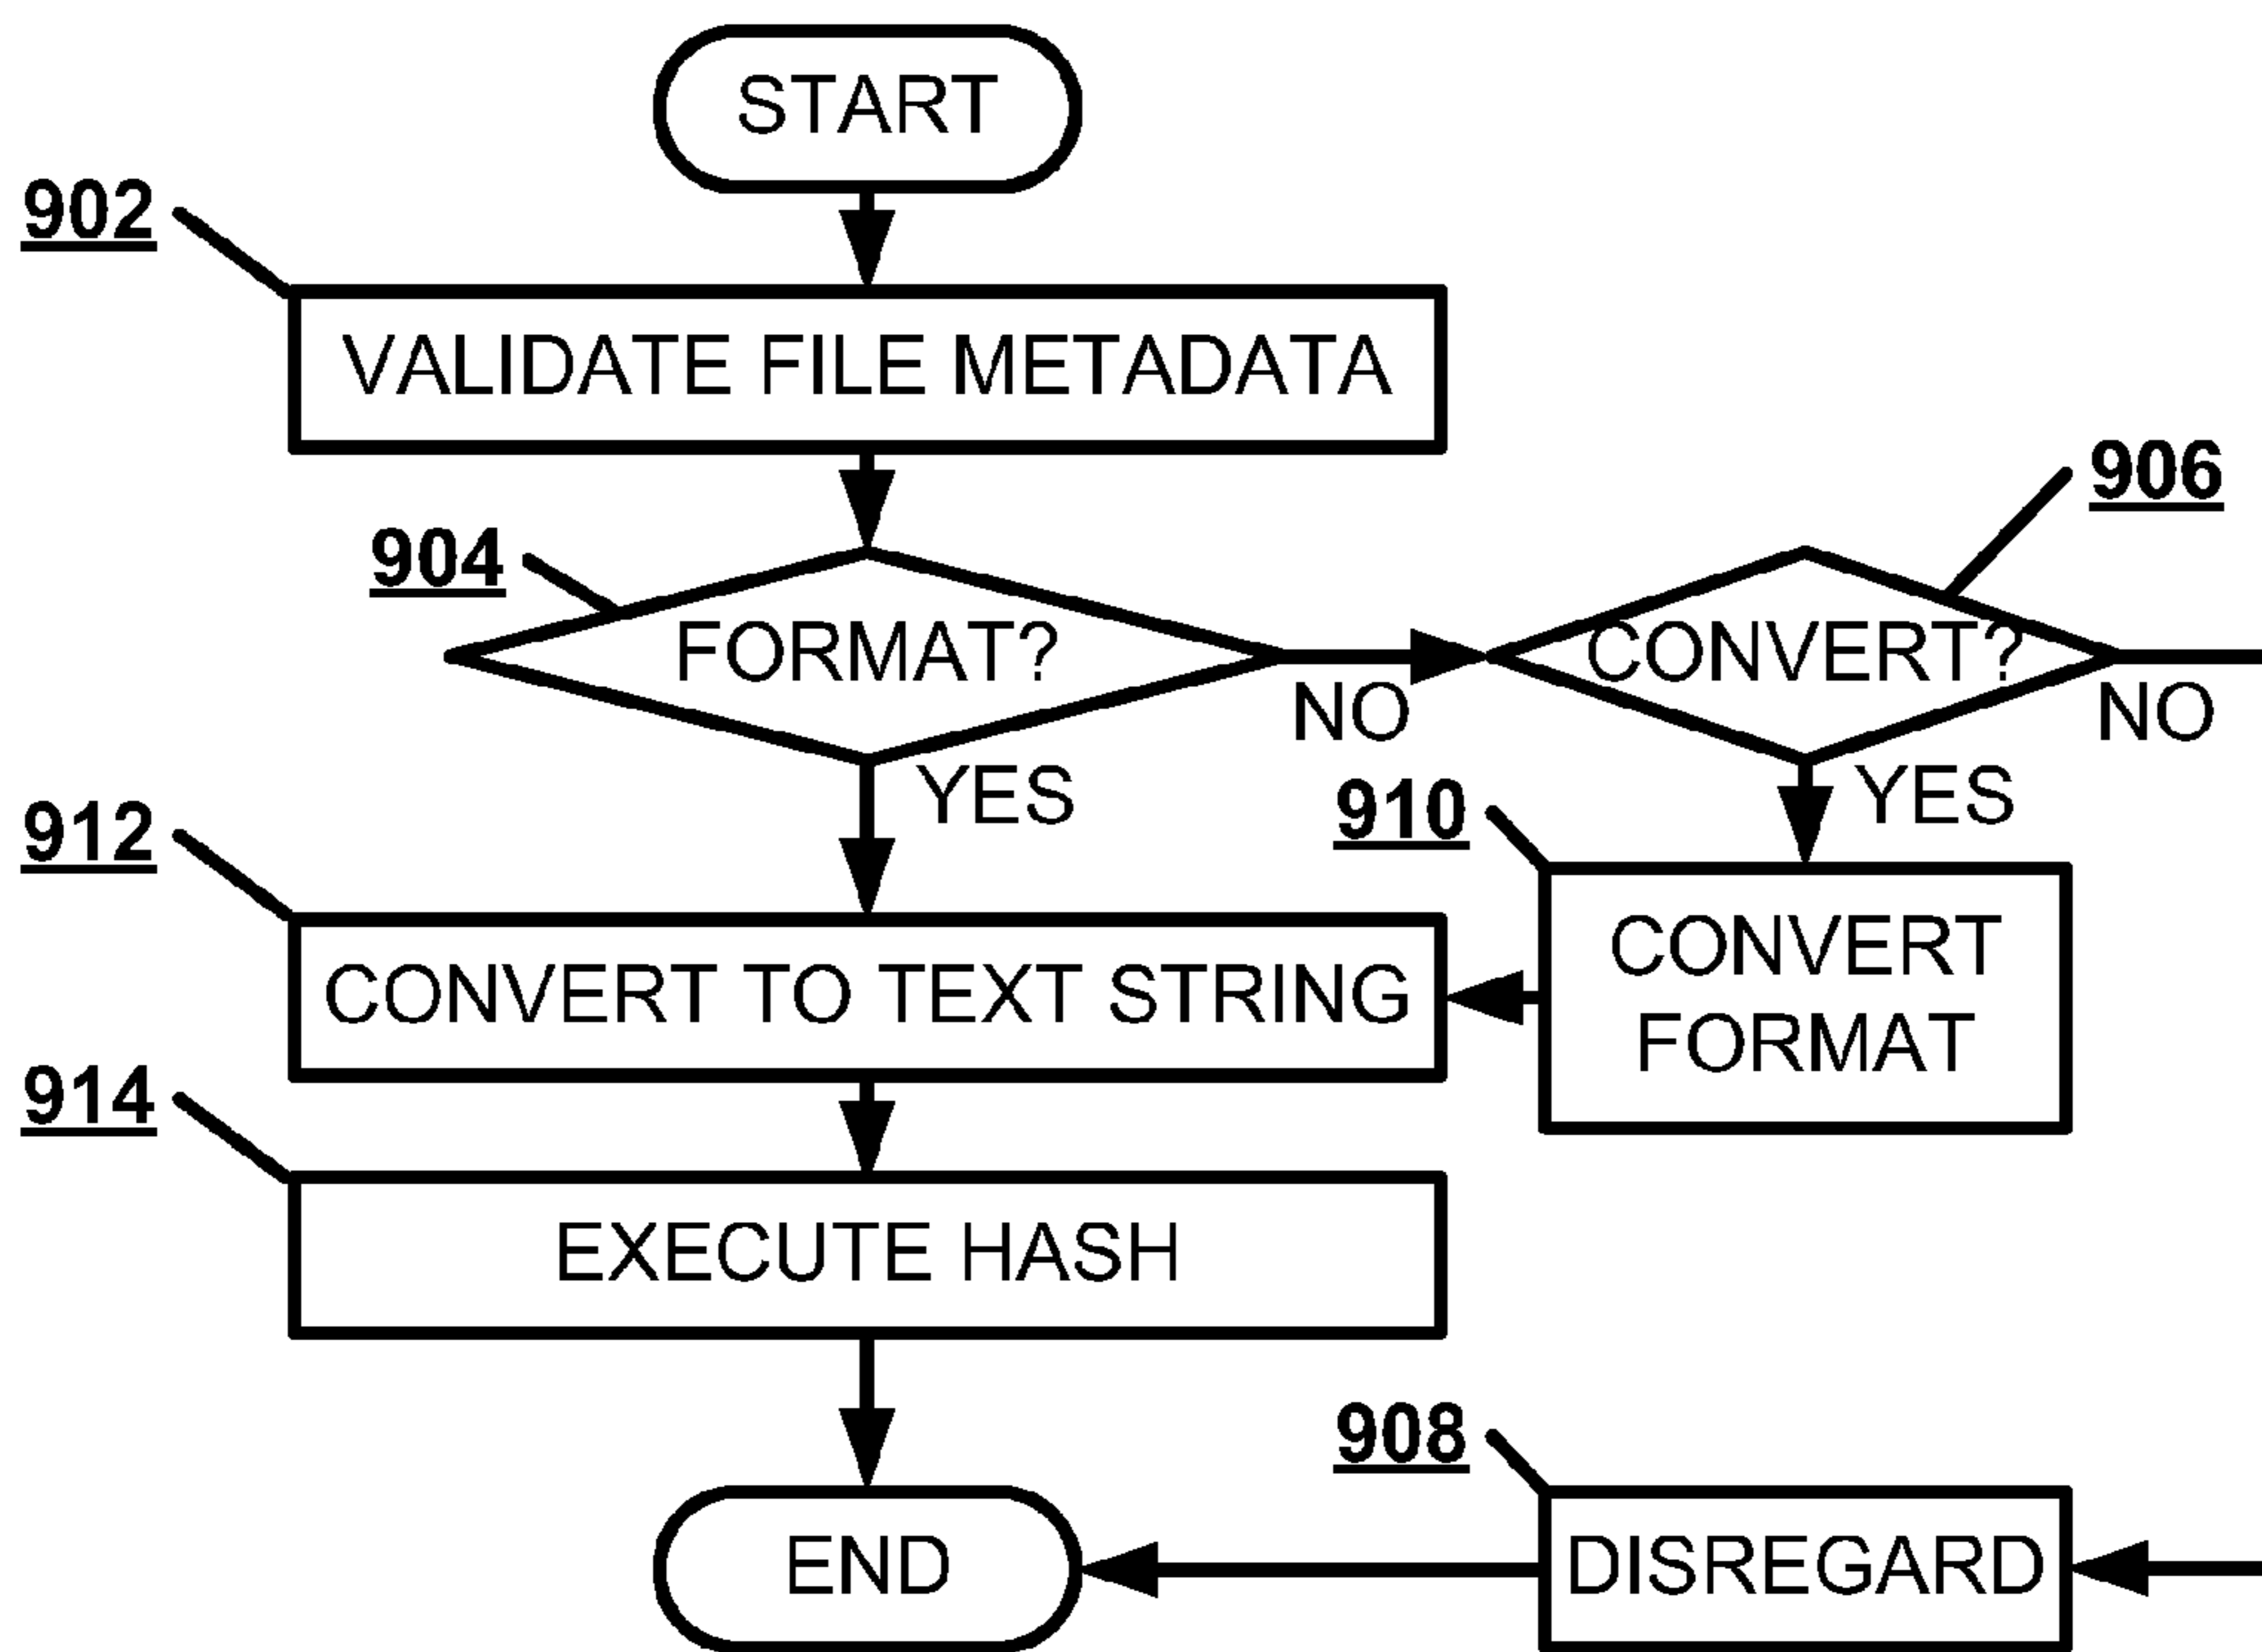 START
902
VALIDATE FILE METADATA
906
904
FORMAT?
CONVERT?
NO
NO
YES
YES
910
912
CONVERT
FORMAT
CONVERT TO TEXT STRING
914
EXECUTE HASH
908
END
DISREGARD